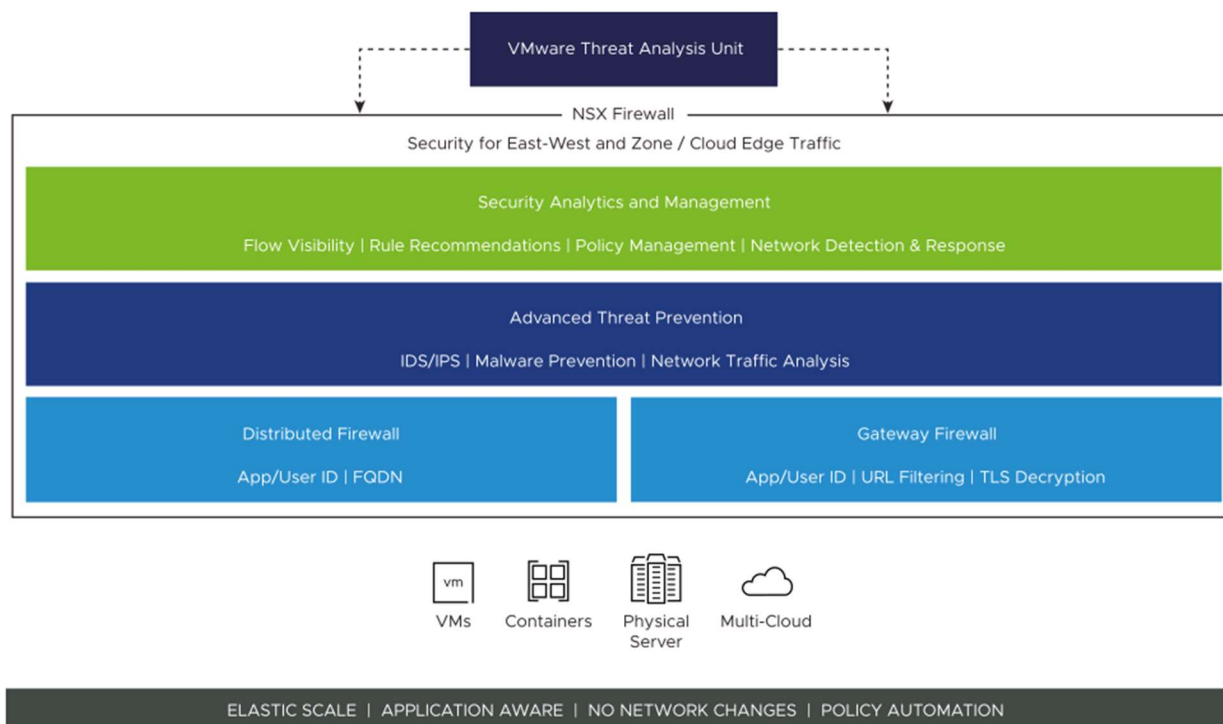 VMware Threat Analysis Unit
NSX Firewall
Security for East-West and Zone / Cloud Edge Traffic
Security Analytics and Management
Flow Visibility | Rule Recommendations | Policy Management | Network Detection & Response
Advanced Threat Prevention
IDS/IPS | Malware Prevention | Network Traffic Analysis
Distributed Firewall
App/User ID | FQDN
Gateway Firewall
App/User ID | URL Filtering | TLS Decryption
vm
VMs
Containers
Physical
Server
Multi-Cloud
ELASTIC SCALE | APPLICATION AWARE | NO NETWORK CHANGES | POLICY AUTOMATION